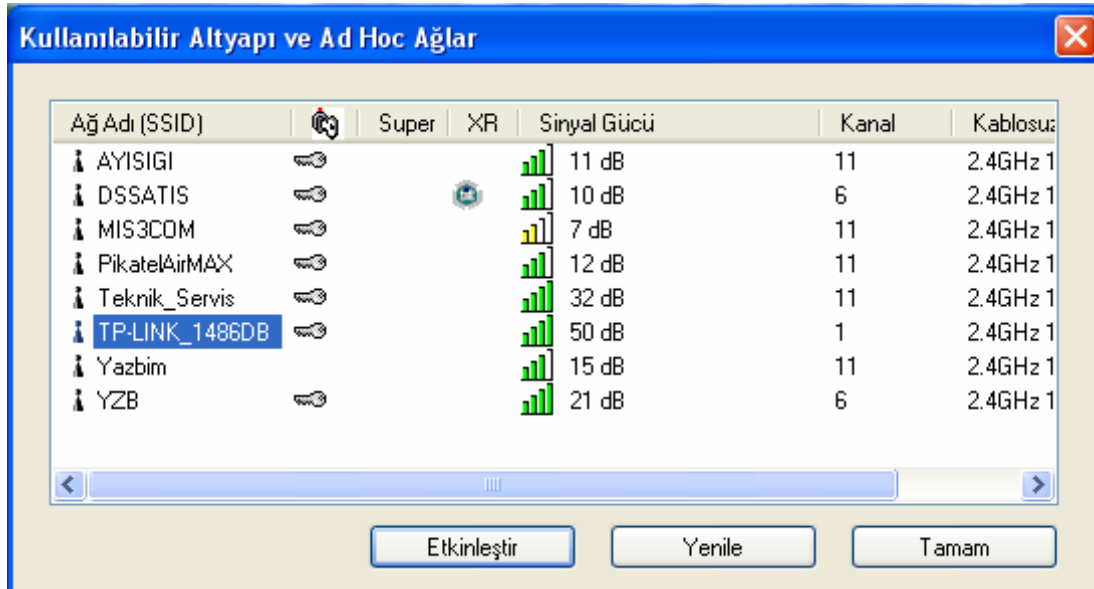 Kullanılabilir Altyapı ve Ad Hoc Ağlar
Ağ Adı (SSID) Super XR Sinyal Gücü Kanal Kablosuz
AYISIGI 11 dB 11 2.4GHz 1
DSSATIS 10 dB 6 2.4GHz 1
MIS3COM 7 dB 11 2.4GHz 1
PikatelAirMAX 12 dB 11 2.4GHz 1
Teknik_Servis 32 dB 11 2.4GHz 1
TP-LINK_1486DB 50 dB 1 2.4GHz 1
Yazbim 15 dB 11 2.4GHz 1
YZB 21 dB 6 2.4GHz 1
Etkinleştir Yenile Tamam